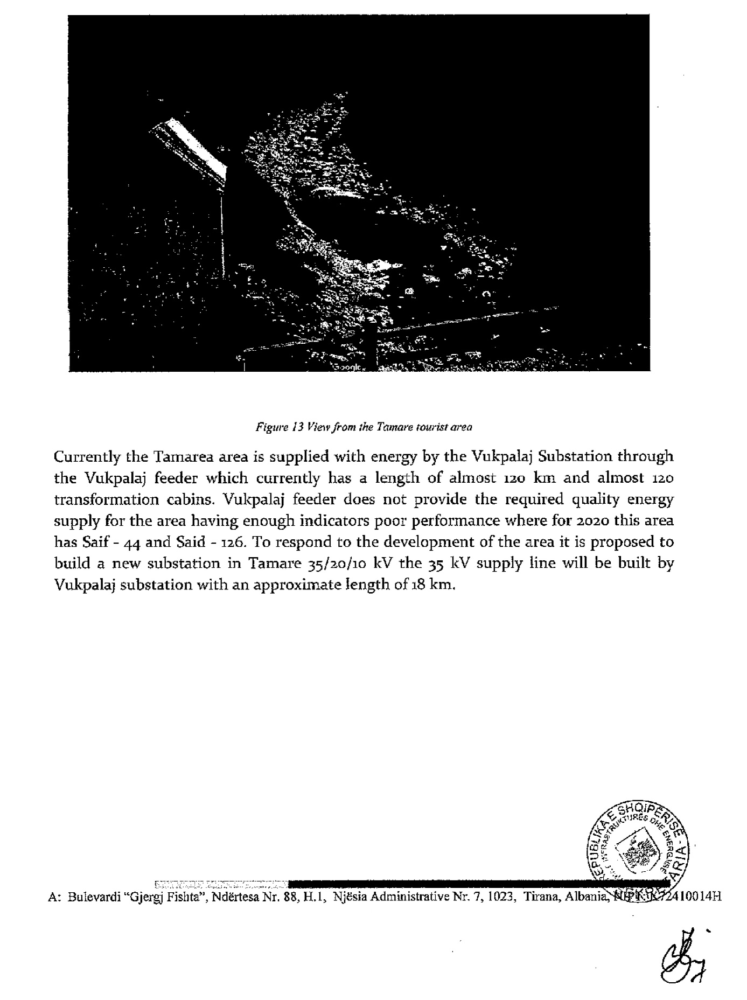 Google
Figure 13 View from the Tamare tourist area
Currently the Tamarea area is supplied with energy by the Vukpalaj Substation through
the Vukpalaj feeder which currently has a length of almost 120 km and almost 120
transformation cabins. Vukpalaj feeder does not provide the required quality energy
supply for the area having enough indicators poor performance where for 2020 this area
has Saif - 44 and Said - 126. To respond to the development of the area it is proposed to
build a new substation in Tamare 35/20/10 kV the 35 kV supply line will be built by
Vukpalaj substation with an approximate length of 18 km.
REPUBLIKA E SHQIPËRISË
INFRASTRUKTURËS DHE ENERGJISË
A: Bulevardi “Gjergj Fishta”, Ndërtesa Nr. 88, H.1, Njësia Administrative Nr. 7, 1023, Tirana, Albania, NIPT: K72410014H